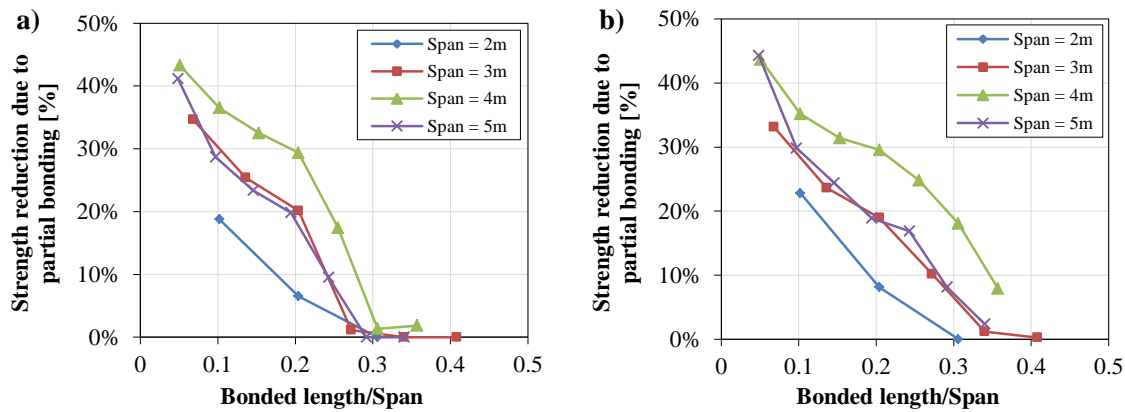 a)
Strength reduction due to
partial bonding [%]
50%
40%
30%
20%
10%
0%
0
0.1
0.2
0.3
0.4
0.5
Bonded length/Span
Span = 2m
Span = 3m
Span = 4m
Span = 5m
b)
Strength reduction due to
partial bonding [%]
50%
40%
30%
20%
10%
0%
0
0.1
0.2
0.3
0.4
0.5
Bonded length/Span
Span = 2m
Span = 3m
Span = 4m
Span = 5m